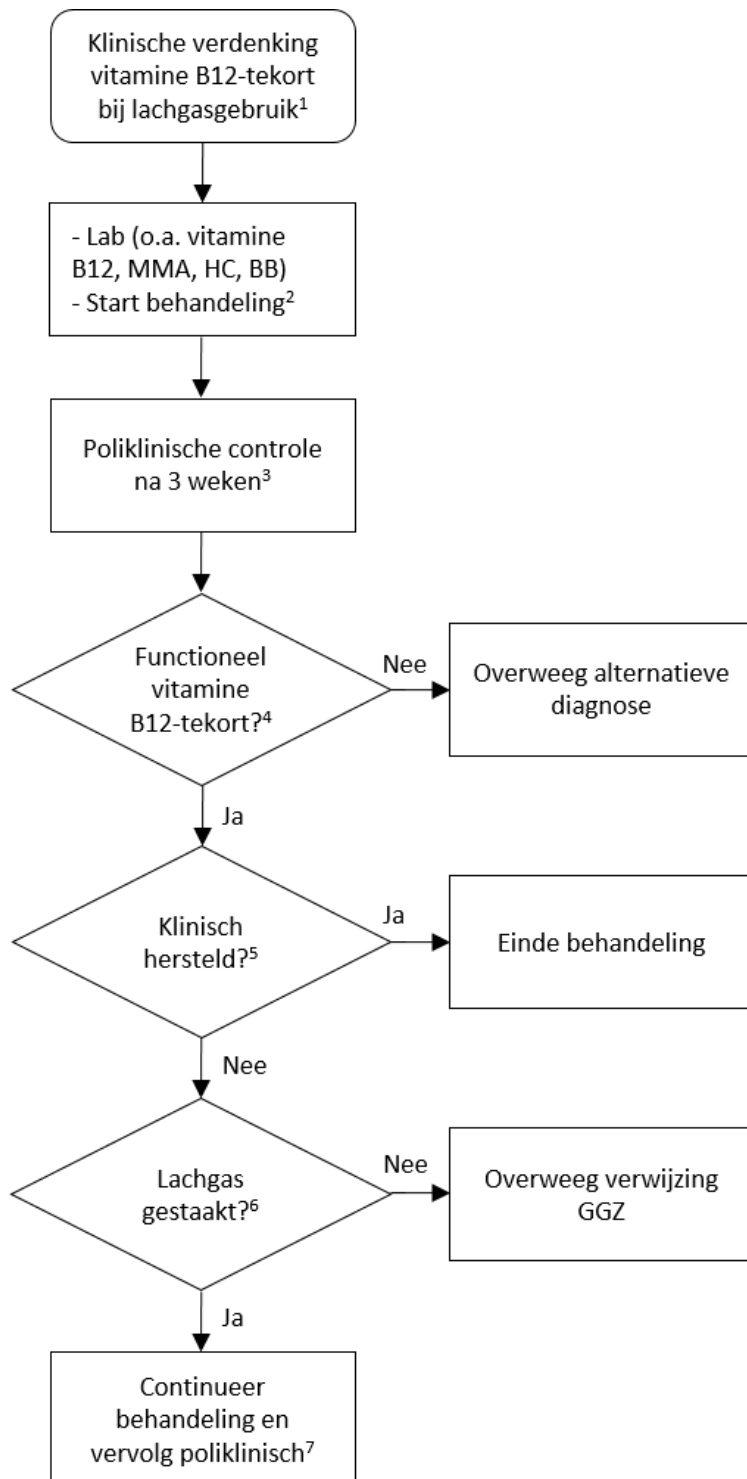 Klinische verdenking
vitamine B12-tekort
bij lachgasgebruik¹
- Lab (o.a. vitamine
B12, MMA, HC, BB)
- Start behandeling²
Poliklinische controle
na 3 weken³
Functioneel
vitamine
B12-tekort?⁴
Nee
Overweeg alternatieve
diagnose
Ja
Klinisch
hersteld?⁵
Ja
Einde behandeling
Nee
Lachgas
gestaakt?⁶
Nee
Overweeg verwijzing
GGZ
Ja
Continueer
behandeling en
vervolg poliklinisch⁷